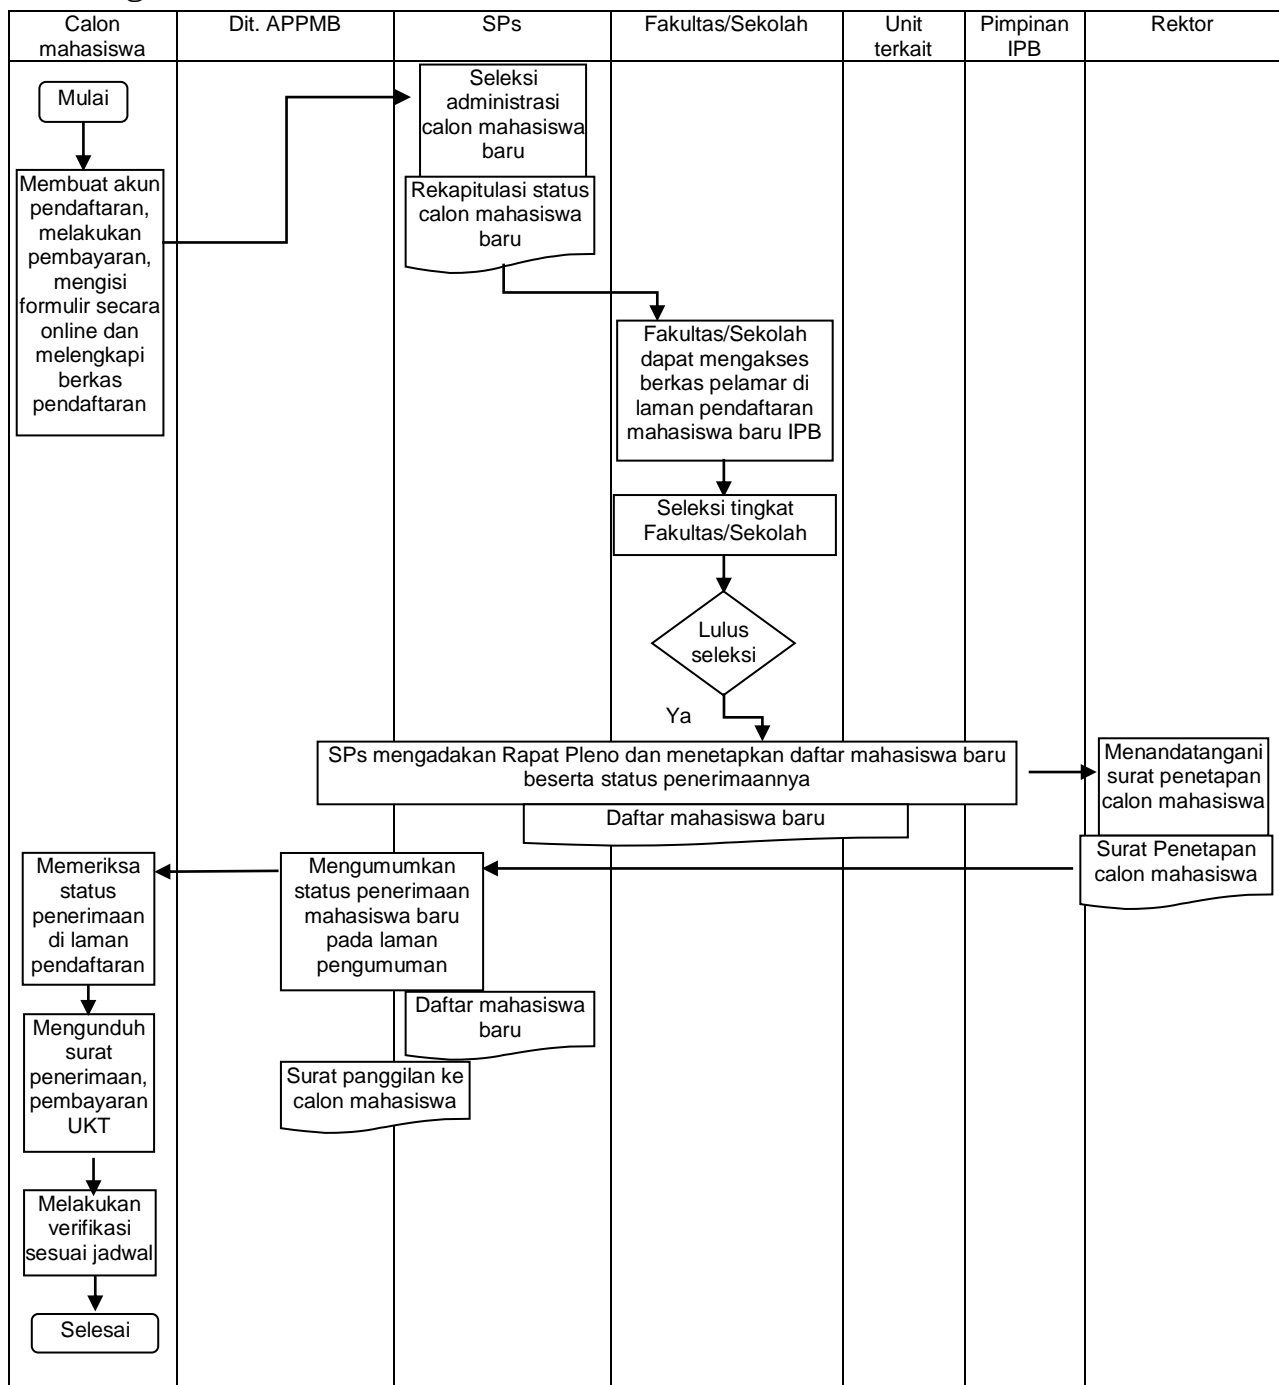 Calon
mahasiswa
Dit. APPMB
SPs
Fakultas/Sekolah
Unit
terkait
Pimpinan
IPB
Rektor
Mulai
Seleksi
administrasi
calon mahasiswa
baru
Membuat akun
pendaftaran,
melakukan
pembayaran,
mengisi
formulir secara
online dan
melengkapi
berkas
pendaftaran
Rekapitulasi status
calon mahasiswa
baru
Fakultas/Sekolah
dapat mengakses
berkas pelamar di
laman pendaftaran
mahasiswa baru IPB
Seleksi tingkat
Fakultas/Sekolah
Lulus
seleksi
Ya
SPs mengadakan Rapat Pleno dan menetapkan daftar mahasiswa baru
beserta status penerimaannya
Menandatangani
surat penetapan
calon mahasiswa
Daftar mahasiswa baru
Surat Penetapan
calon mahasiswa
Mengumumkan
status penerimaan
mahasiswa baru
pada laman
pengumuman
Memeriksa
status
penerimaan
di laman
pendaftaran
Daftar mahasiswa
baru
Surat panggilan ke
calon mahasiswa
Mengunduh
surat
penerimaan,
pembayaran
UKT
Melakukan
verifikasi
sesuai jadwal
Selesai